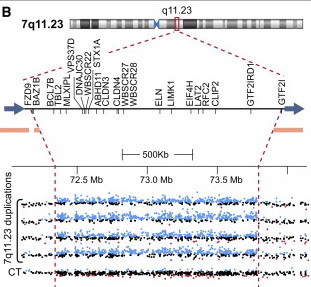 B
q11.23
7q11.23
FZD9
BAZ1B
BCL7B
TBL2
MLXIPL
VPS37D
DNAJC30
WBSCR22
STX1A
ABHD11
CLDN3
CLDN4
WBSCR27
WBSCR28
ELN
LIMK1
EIF4H
LAT2
RFC2
CLIP2
GTF2IRD1
GTF2I
500Kb
72.5 Mb
73.0 Mb
73.5 Mb
7q11.23 duplications
CT